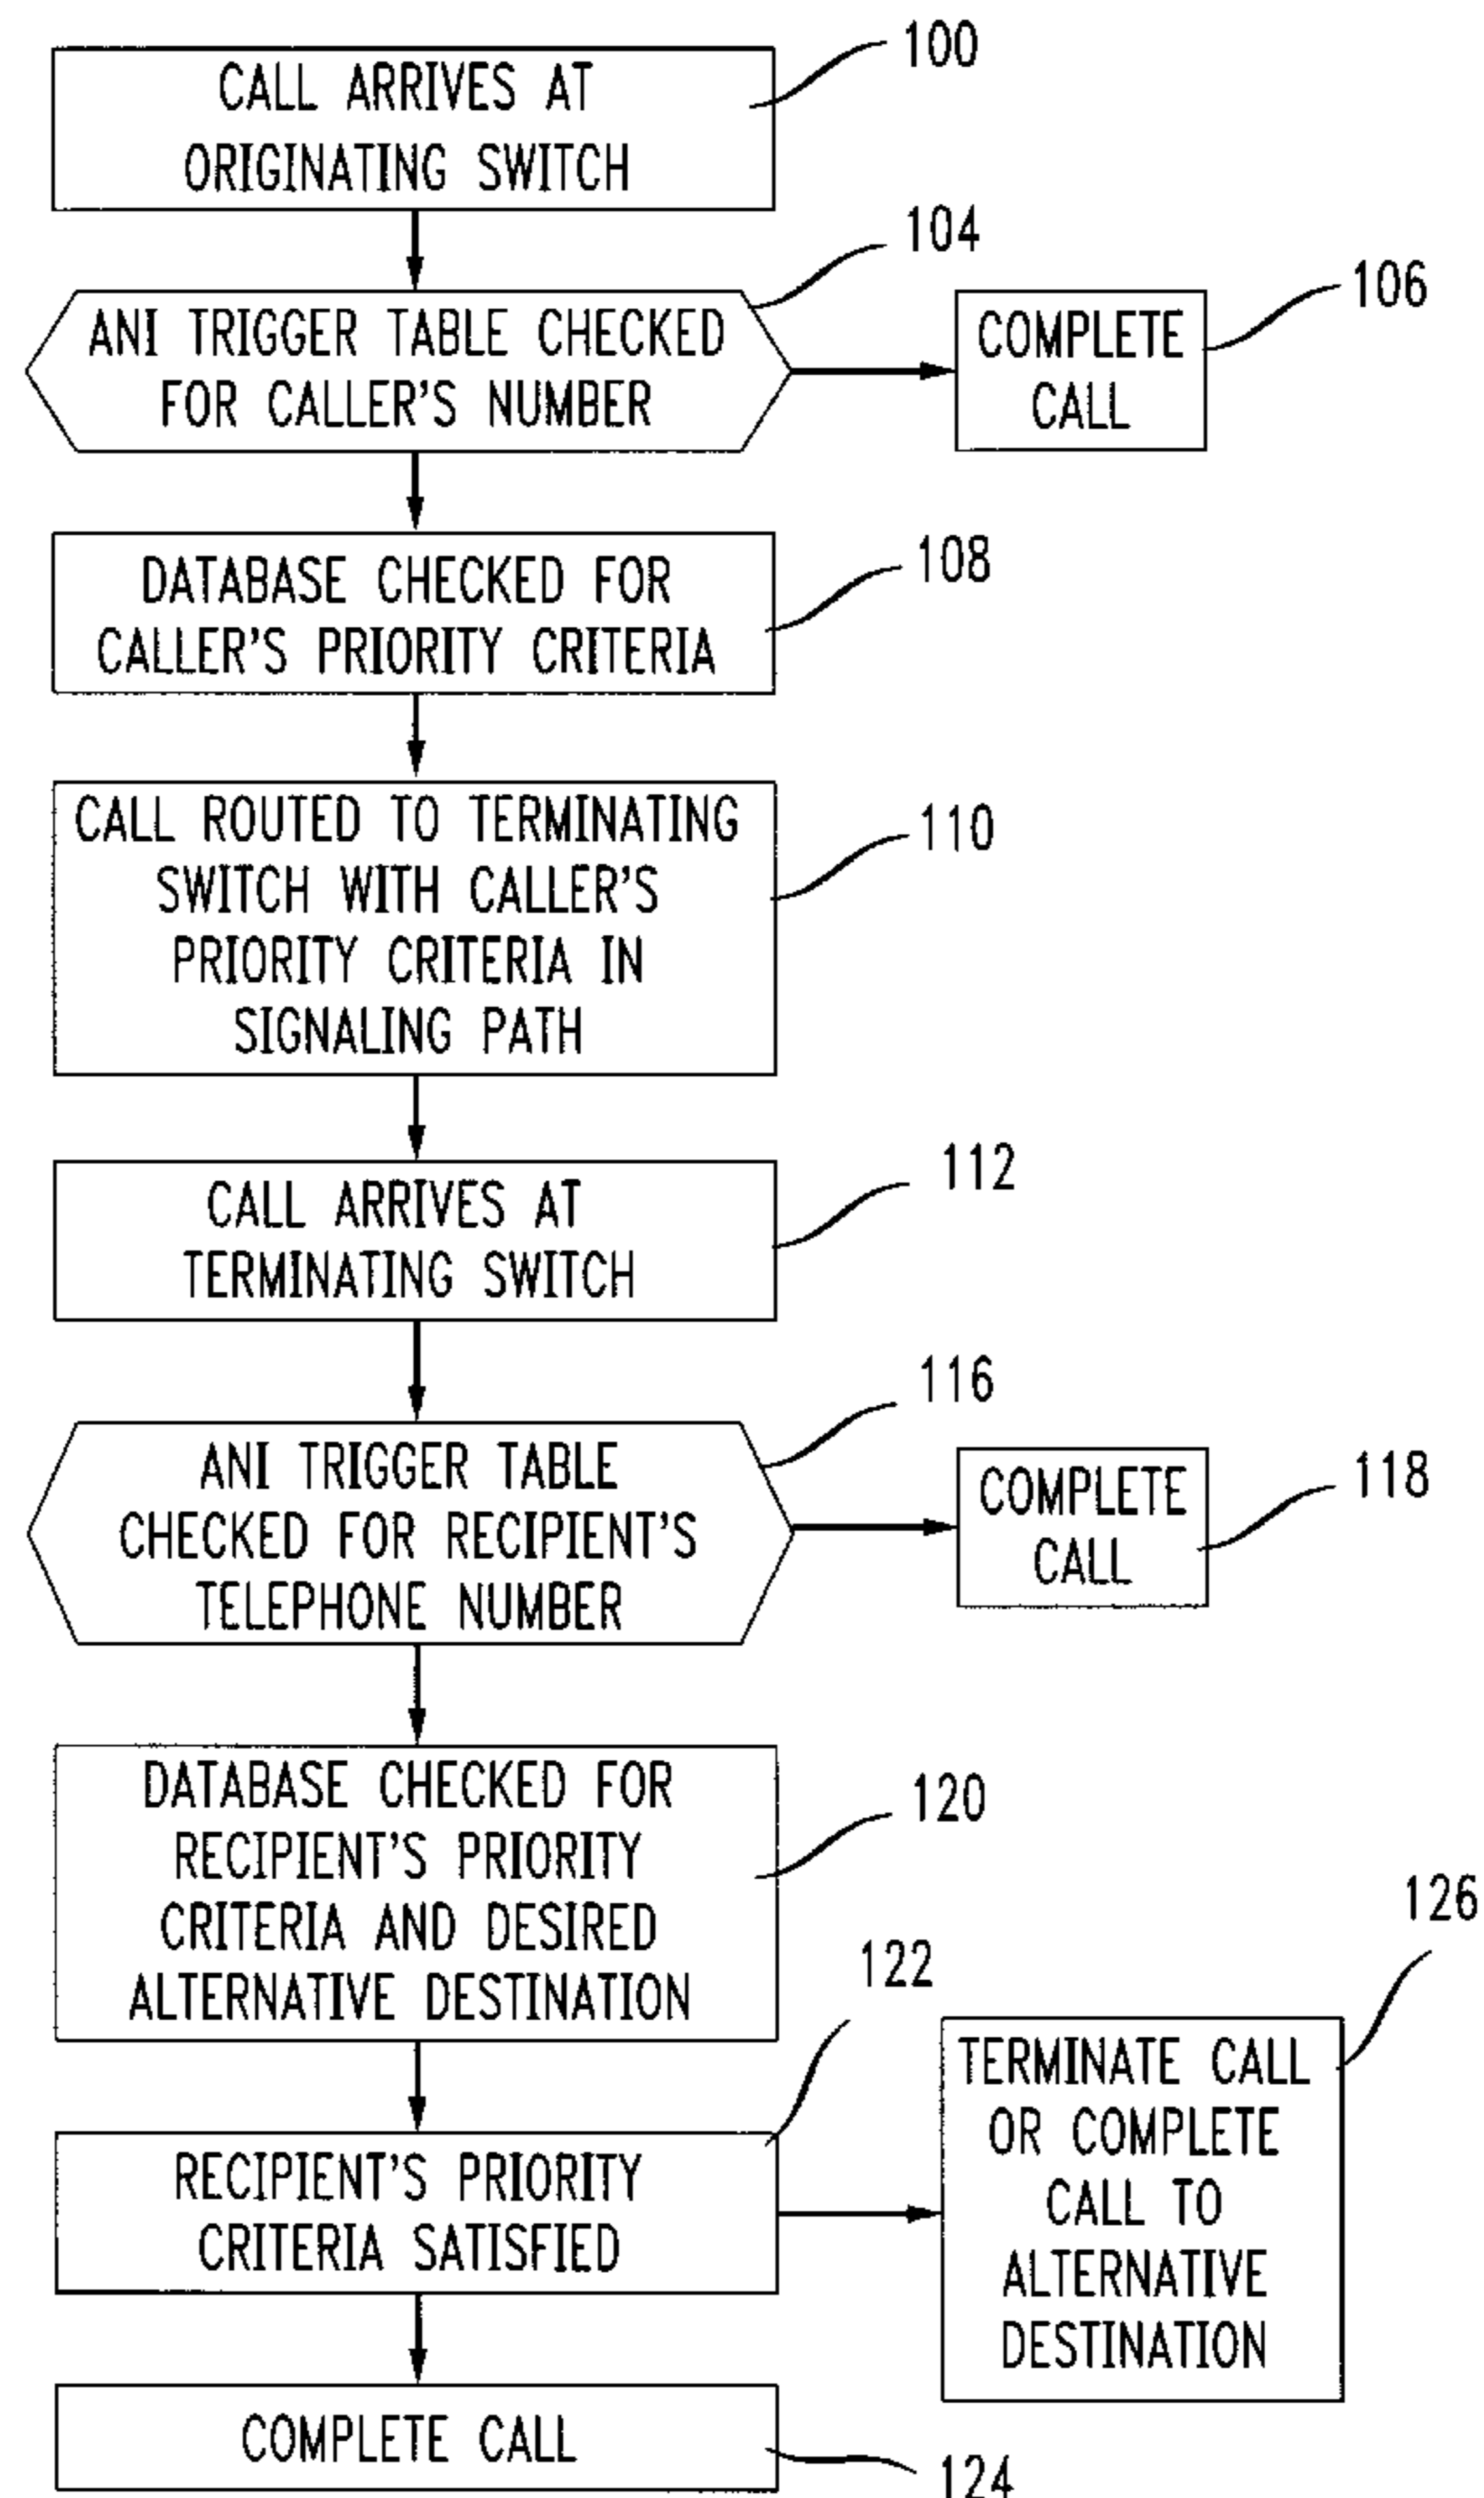 100
CALL ARRIVES AT
ORIGINATING SWITCH
104
ANI TRIGGER TABLE CHECKED
FOR CALLER'S NUMBER
106
COMPLETE
CALL
108
DATABASE CHECKED FOR
CALLER'S PRIORITY CRITERIA
110
CALL ROUTED TO TERMINATING
SWITCH WITH CALLER'S
PRIORITY CRITERIA IN
SIGNALING PATH
112
CALL ARRIVES AT
TERMINATING SWITCH
116
ANI TRIGGER TABLE
CHECKED FOR RECIPIENT'S
TELEPHONE NUMBER
118
COMPLETE
CALL
120
DATABASE CHECKED FOR
RECIPIENT'S PRIORITY
CRITERIA AND DESIRED
ALTERNATIVE DESTINATION
122
RECIPIENT'S PRIORITY
CRITERIA SATISFIED
126
TERMINATE CALL
OR COMPLETE
CALL TO
ALTERNATIVE
DESTINATION
COMPLETE CALL
124